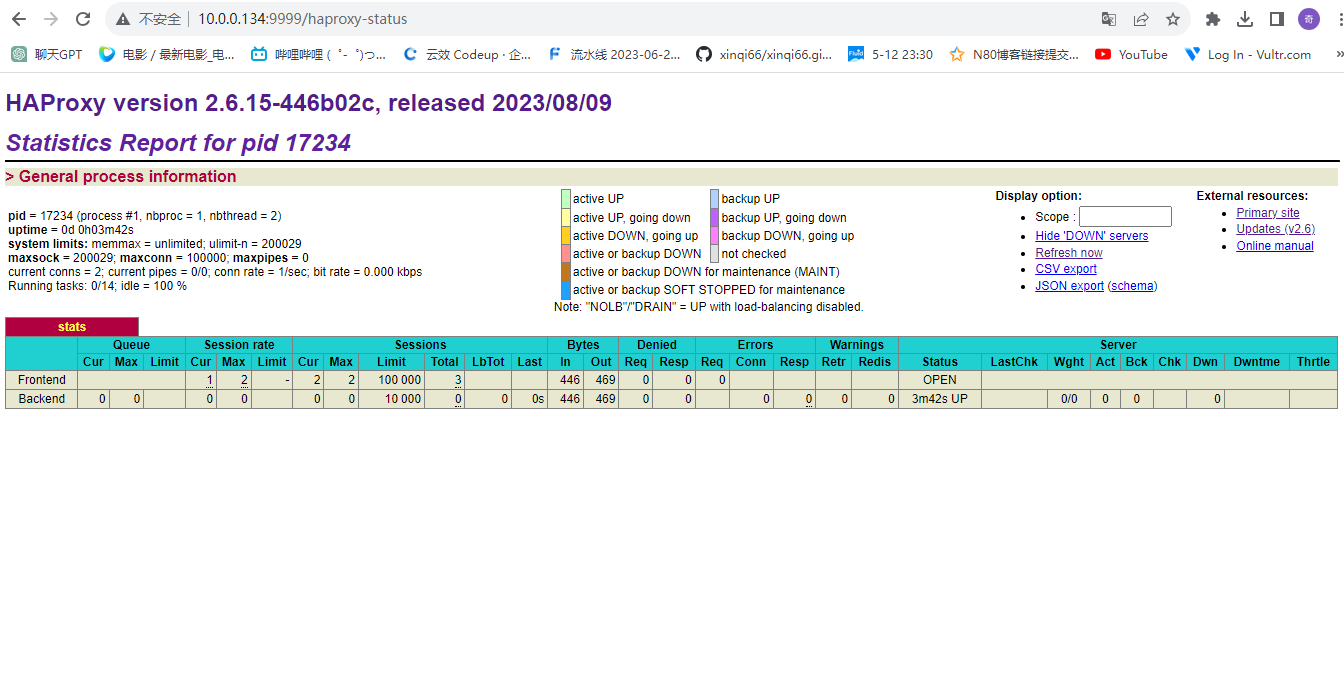 不安全 10.0.0.134:9999/haproxy-status 奇
聊天GPT 电影 / 最新电影_电... 哔哩哔哩 ( ゜- ゜)つ... 云效 Codeup · 企... 流水线 2023-06-2... xinqi66/xinqi66.gi... Fluid 5-12 23:30 N80博客链接提交... YouTube Log In - Vultr.com »
HAProxy version 2.6.15-446b02c, released 2023/08/09
Statistics Report for pid 17234
> General process information
pid = 17234 (process #1, nbproc = 1, nbthread = 2)
uptime = 0d 0h03m42s
system limits: memmax = unlimited; ulimit-n = 200029
maxsock = 200029; maxconn = 100000; maxpipes = 0
current conns = 2; current pipes = 0/0; conn rate = 1/sec; bit rate = 0.000 kbps
Running tasks: 0/14; idle = 100 %
active UP backup UP
active UP, going down backup UP, going down
active DOWN, going up backup DOWN, going up
active or backup DOWN not checked
active or backup DOWN for maintenance (MAINT)
active or backup SOFT STOPPED for maintenance
Note: "NOLB"/"DRAIN" = UP with load-balancing disabled.
Display option:
Scope :
Hide 'DOWN' servers
Refresh now
CSV export
JSON export (schema)
External resources:
Primary site
Updates (v2.6)
Online manual
stats
Queue Session rate Sessions Bytes Denied Errors Warnings Server
Cur Max Limit Cur Max Limit Cur Max Limit Total LbTot Last In Out Req Resp Req Conn Resp Retr Redis Status LastChk Wght Act Bck Chk Dwn Dwntme Thrtle
Frontend 1 2 - 2 2 100 000 3 446 469 0 0 0 OPEN
Backend 0 0 0 0 0 0 10 000 0 0 0s 446 469 0 0 0 0 0 0 3m42s UP 0/0 0 0 0